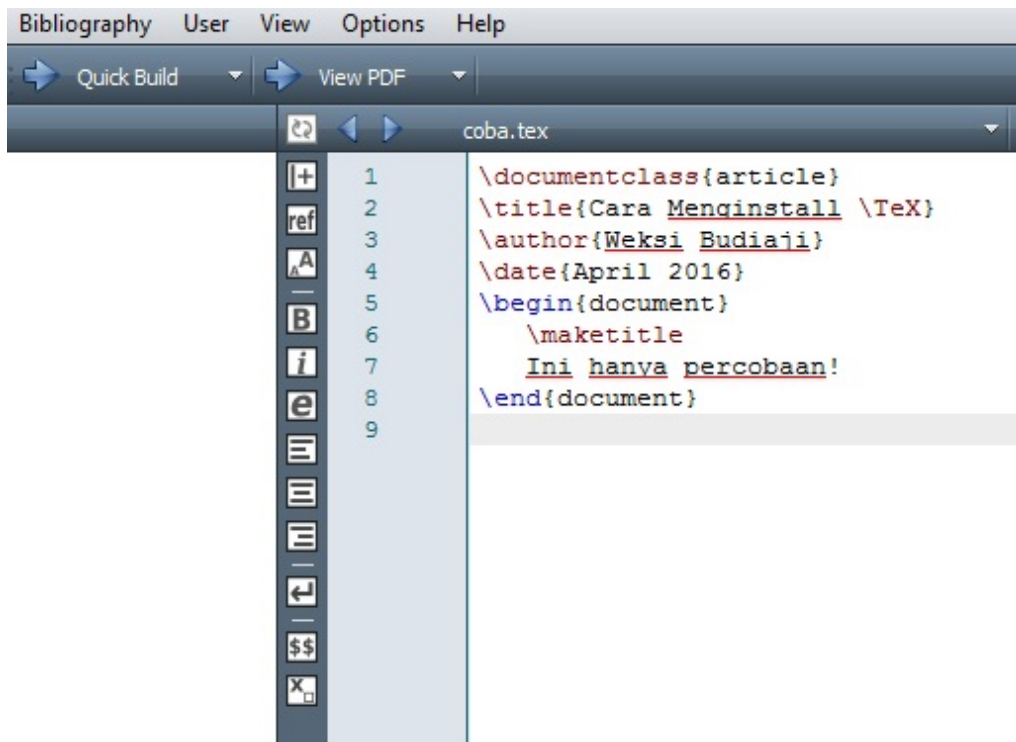 Bibliography User View Options Help
Quick Build View PDF
coba.tex
ref
AA
B
i
e
$$
X
1 \documentclass{article}
2 \title{Cara Menginstall \TeX}
3 \author{Weksi Budiaji}
4 \date{April 2016}
5 \begin{document}
6 \maketitle
7 Ini hanya percobaan!
8 \end{document}
9